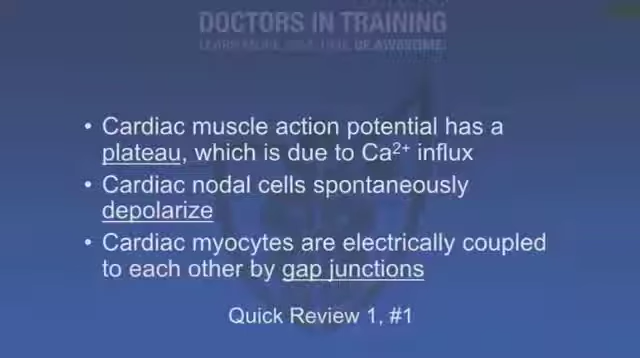 DOCTORS IN TRAINING
• Cardiac muscle action potential has a
plateau, which is due to Ca²⁺ influx
• Cardiac nodal cells spontaneously
depolarize
• Cardiac myocytes are electrically coupled
to each other by gap junctions
Quick Review 1, #1